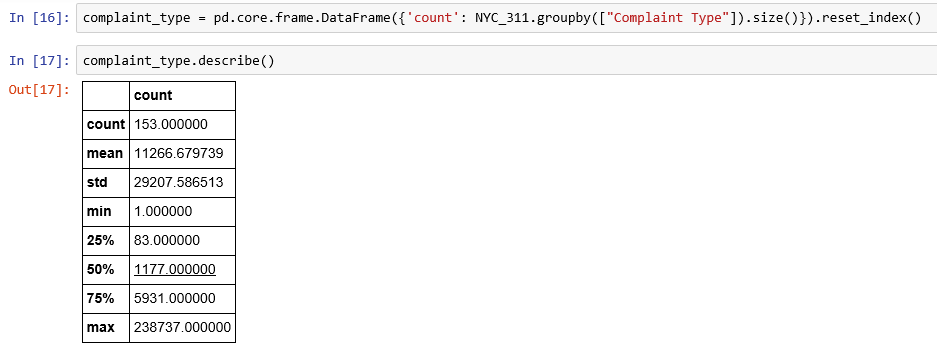 In [16]: complaint_type = pd.core.frame.DataFrame({'count': NYC_311.groupby(["Complaint Type"]).size()}).reset_index()
In [17]: complaint_type.describe()
Out[17]:
count
count 153.000000
mean 11266.679739
std 29207.586513
min 1.000000
25% 83.000000
50% 1177.000000
75% 5931.000000
max 238737.000000